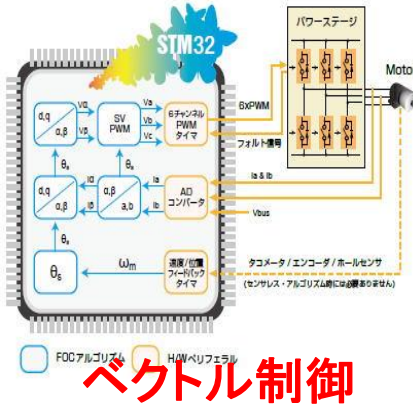 STM32
パワーステージ
Motor
d,q
α,β
Vα
Vβ
SV
PWM
Va
Vb
Vc
6チャンネル
PWM
タイマ
6xPWM
フォルト信号
θs
θs
d,q
α,β
iα
iβ
α,β
a,b
ia
ib
AD
コンバータ
Ia & Ib
Vbus
θs
θs
ωm
速度/位置
フィードバック
タイマ
タコメータ / エンコーダ / ホールセンサ
(センサレス・アルゴリズム時には必要ありません)
FOCアルゴリズム
H/Wペリフェラル
ベクトル制御